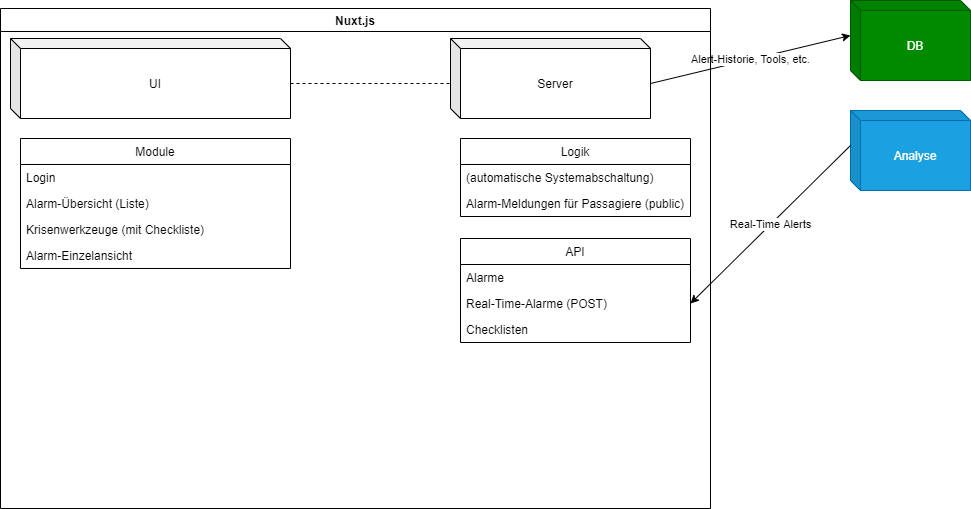 Nuxt.js
UI
Server
Alert-Historie, Tools, etc.
DB
Analyse
Real-Time Alerts
Module
Login
Alarm-Übersicht (Liste)
Krisenwerkzeuge (mit Checkliste)
Alarm-Einzelansicht
Logik
(automatische Systemabschaltung)
Alarm-Meldungen für Passagiere (public)
API
Alarme
Real-Time-Alarme (POST)
Checklisten